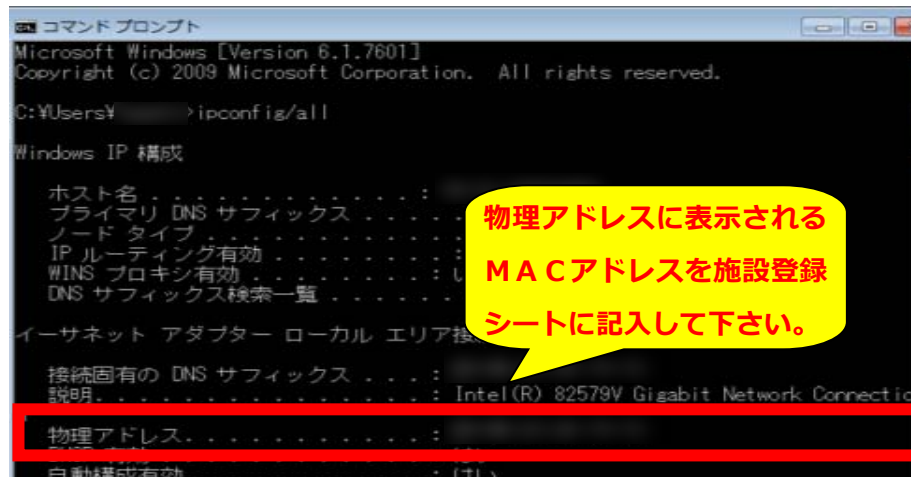 コマンド プロンプト
Microsoft Windows [Version 6.1.7601]
Copyright (c) 2009 Microsoft Corporation. All rights reserved.
C:¥Users¥ >ipconfig/all
Windows IP 構成
ホスト名 . . . . . . . . . . . . . . :
プライマリ DNS サフィックス . . . . .
ノード タイプ . . . . . . . . . . . .
IP ルーティング有効 . . . . . . . . . :
WINS プロキシ有効 . . . . . . . . . . :
DNS サフィックス検索一覧 . . . . . .
物理アドレスに表示される
ＭＡＣアドレスを施設登録
シートに記入して下さい。
イーサネット アダプター ローカル エリア接
接続固有の DNS サフィックス . . . . :
説明. . . . . . . . . . . . . . . . : Intel(R) 82579V Gigabit Network Connectio
物理アドレス. . . . . . . . . . . . :
自動構成有効. . . . . . . . . . . . : はい